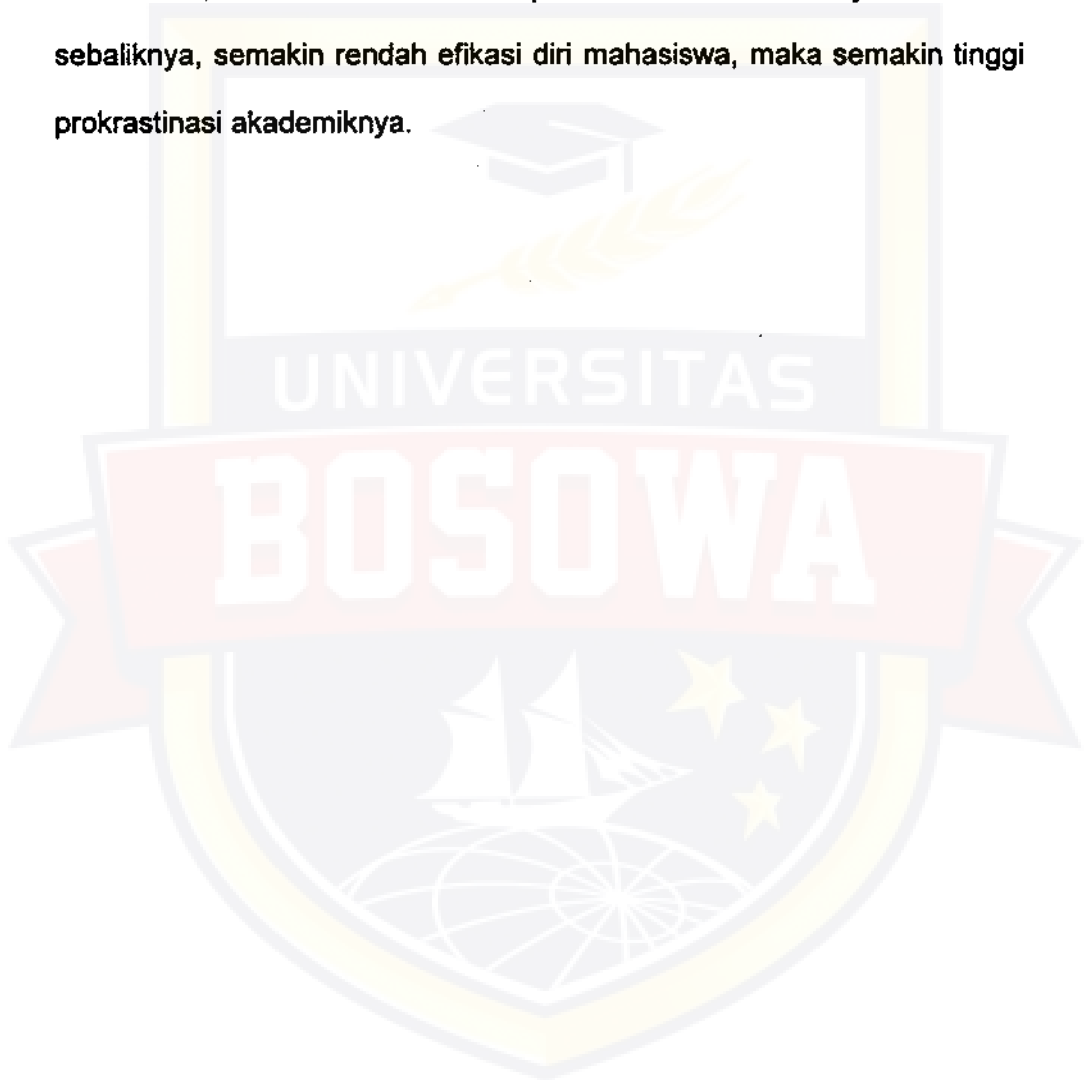 sebaliknya, semakin rendah efikasi diri mahasiswa, maka semakin tinggi
prokrastinasi akademiknya.
UNIVERSITAS
BOSOWA